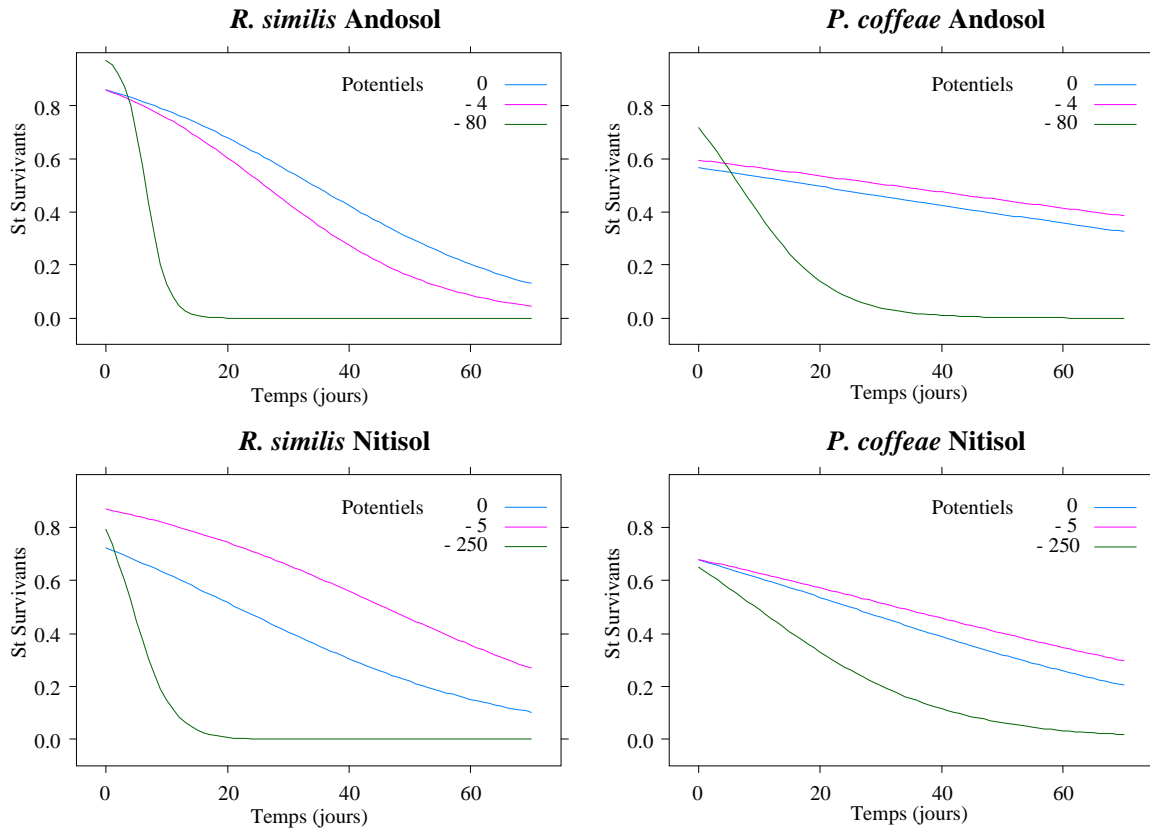 R. similis Andosol
Potentiels 0
- 4
- 80
0.8
0.6
0.4
0.2
0.0
St Survivants
0 20 40 60
Temps (jours)
P. coffeae Andosol
Potentiels 0
- 4
- 80
0.8
0.6
0.4
0.2
0.0
St Survivants
0 20 40 60
Temps (jours)
R. similis Nitisol
Potentiels 0
- 5
- 250
0.8
0.6
0.4
0.2
0.0
St Survivants
0 20 40 60
Temps (jours)
P. coffeae Nitisol
Potentiels 0
- 5
- 250
0.8
0.6
0.4
0.2
0.0
St Survivants
0 20 40 60
Temps (jours)